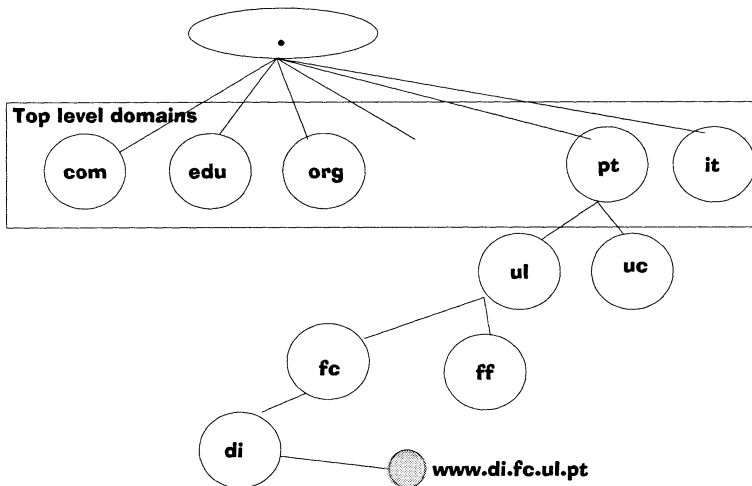 .
Top level domains
com edu org pt it
ul uc
fc ff
di
www.di.fc.ul.pt